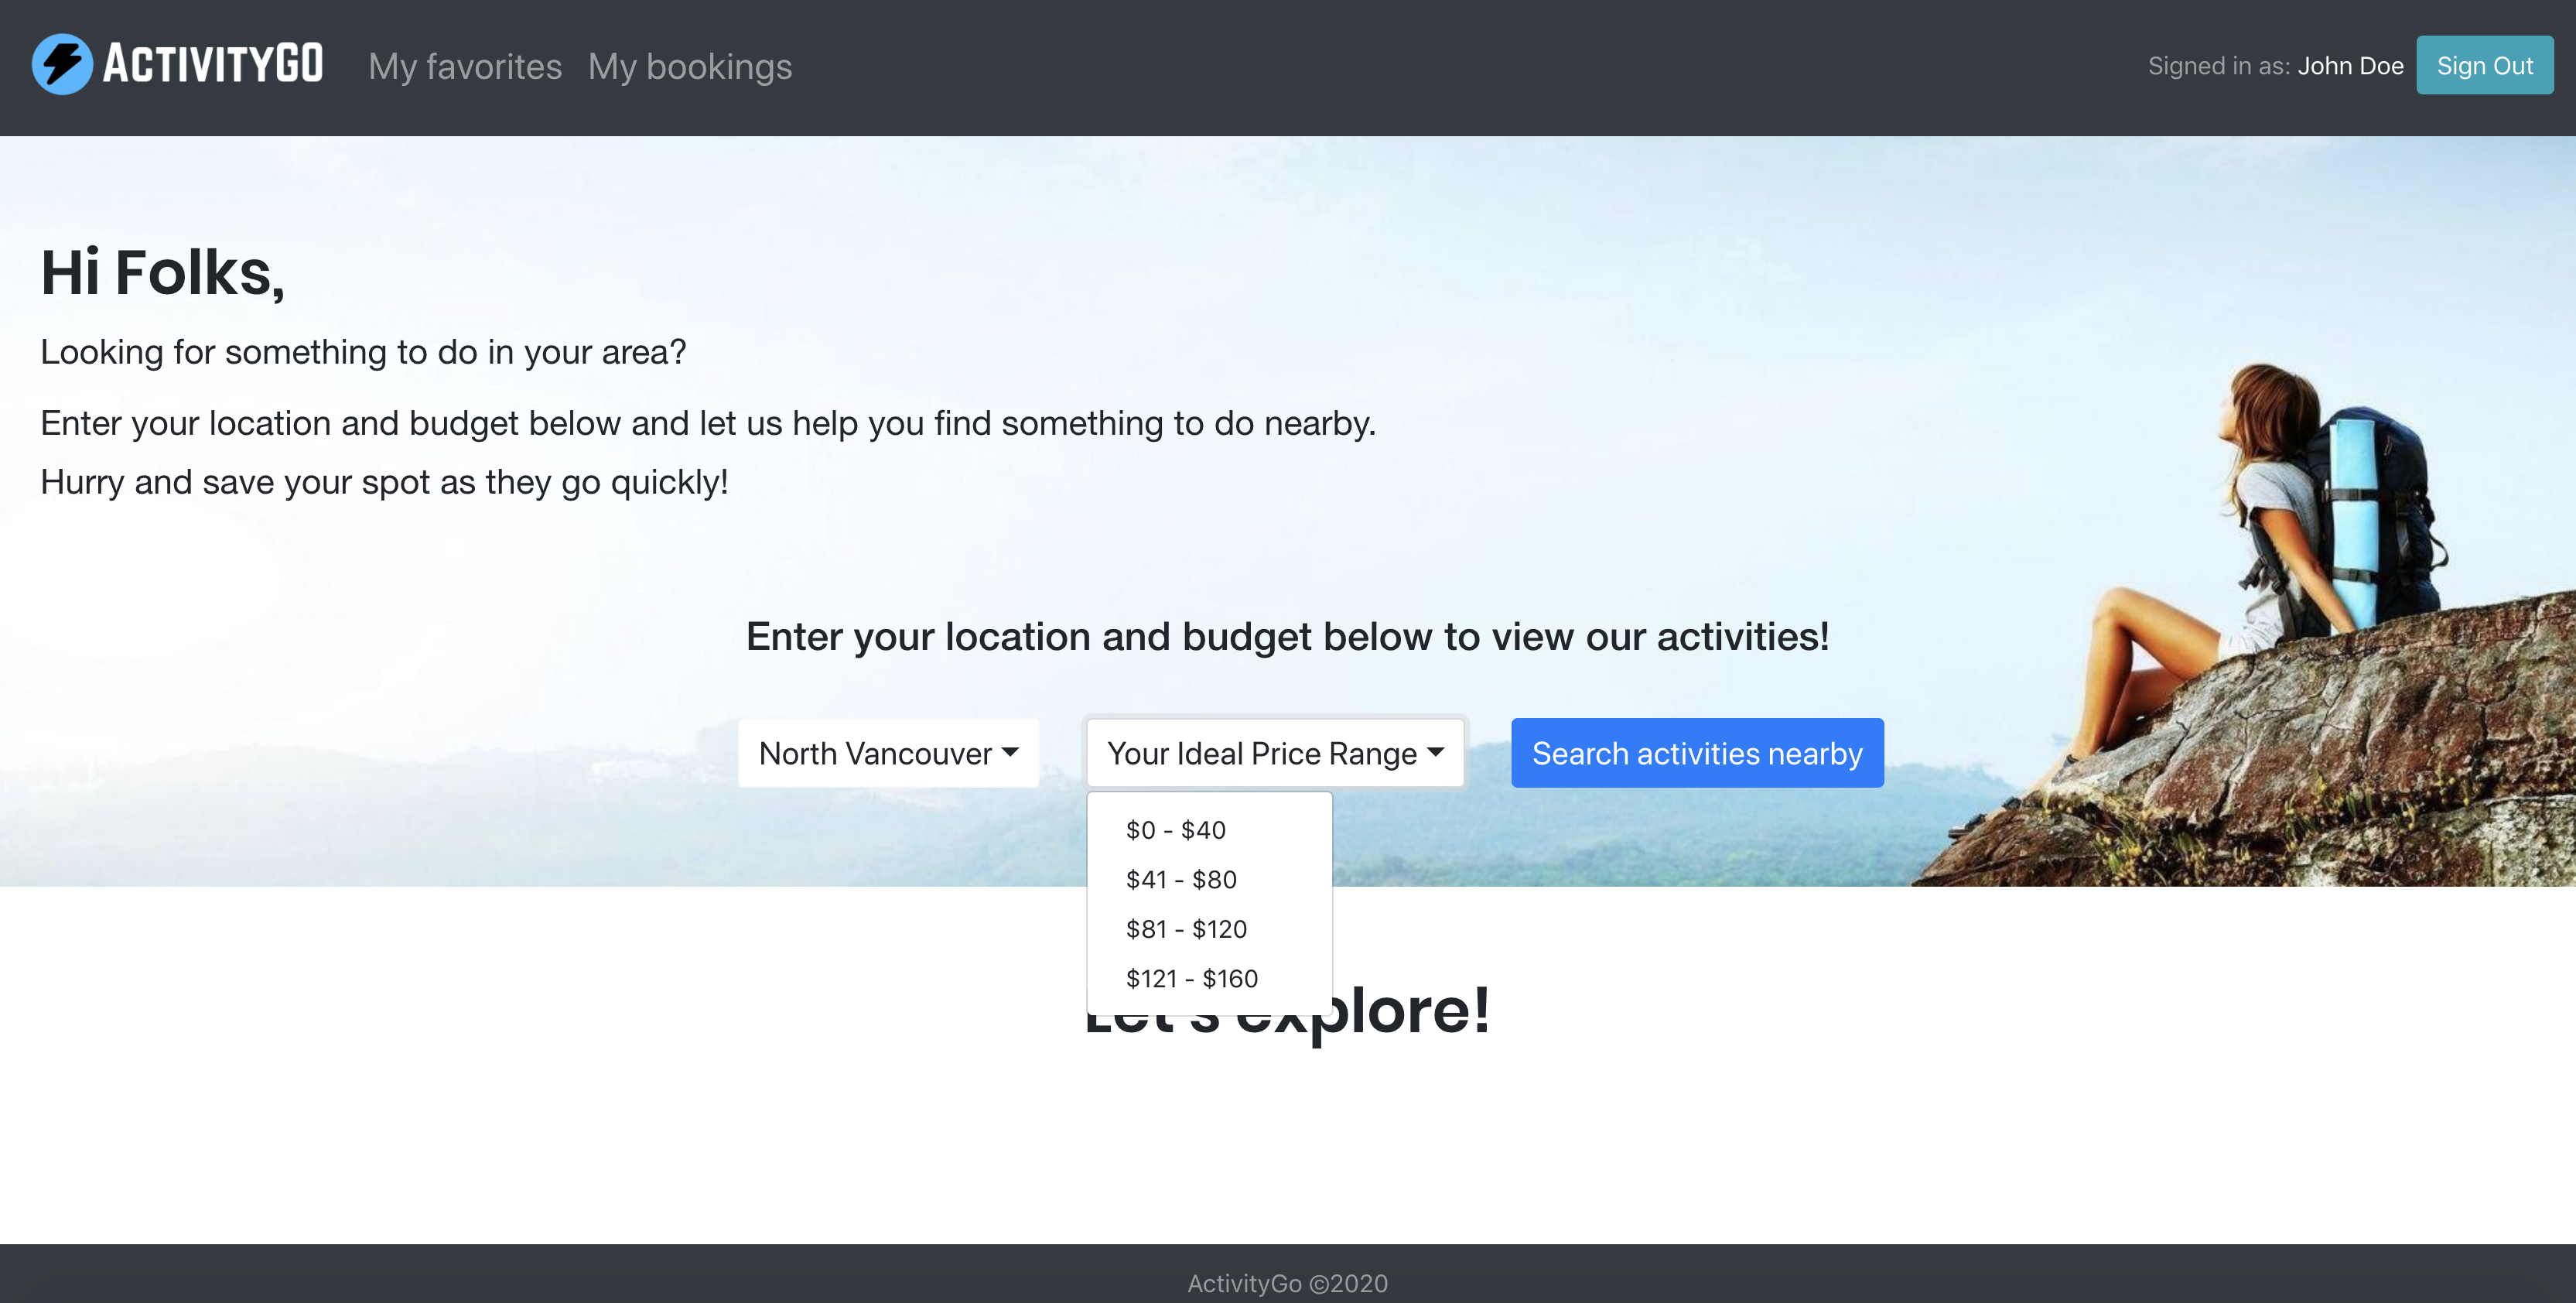 ACTIVITYGO
My favorites My bookings
Signed in as: John Doe Sign Out
Hi Folks,
Looking for something to do in your area?
Enter your location and budget below and let us help you find something to do nearby.
Hurry and save your spot as they go quickly!
Enter your location and budget below to view our activities!
North Vancouver
Your Ideal Price Range
Search activities nearby
$0 - $40
$41 - $80
$81 - $120
$121 - $160
Let's explore!
ActivityGo ©2020